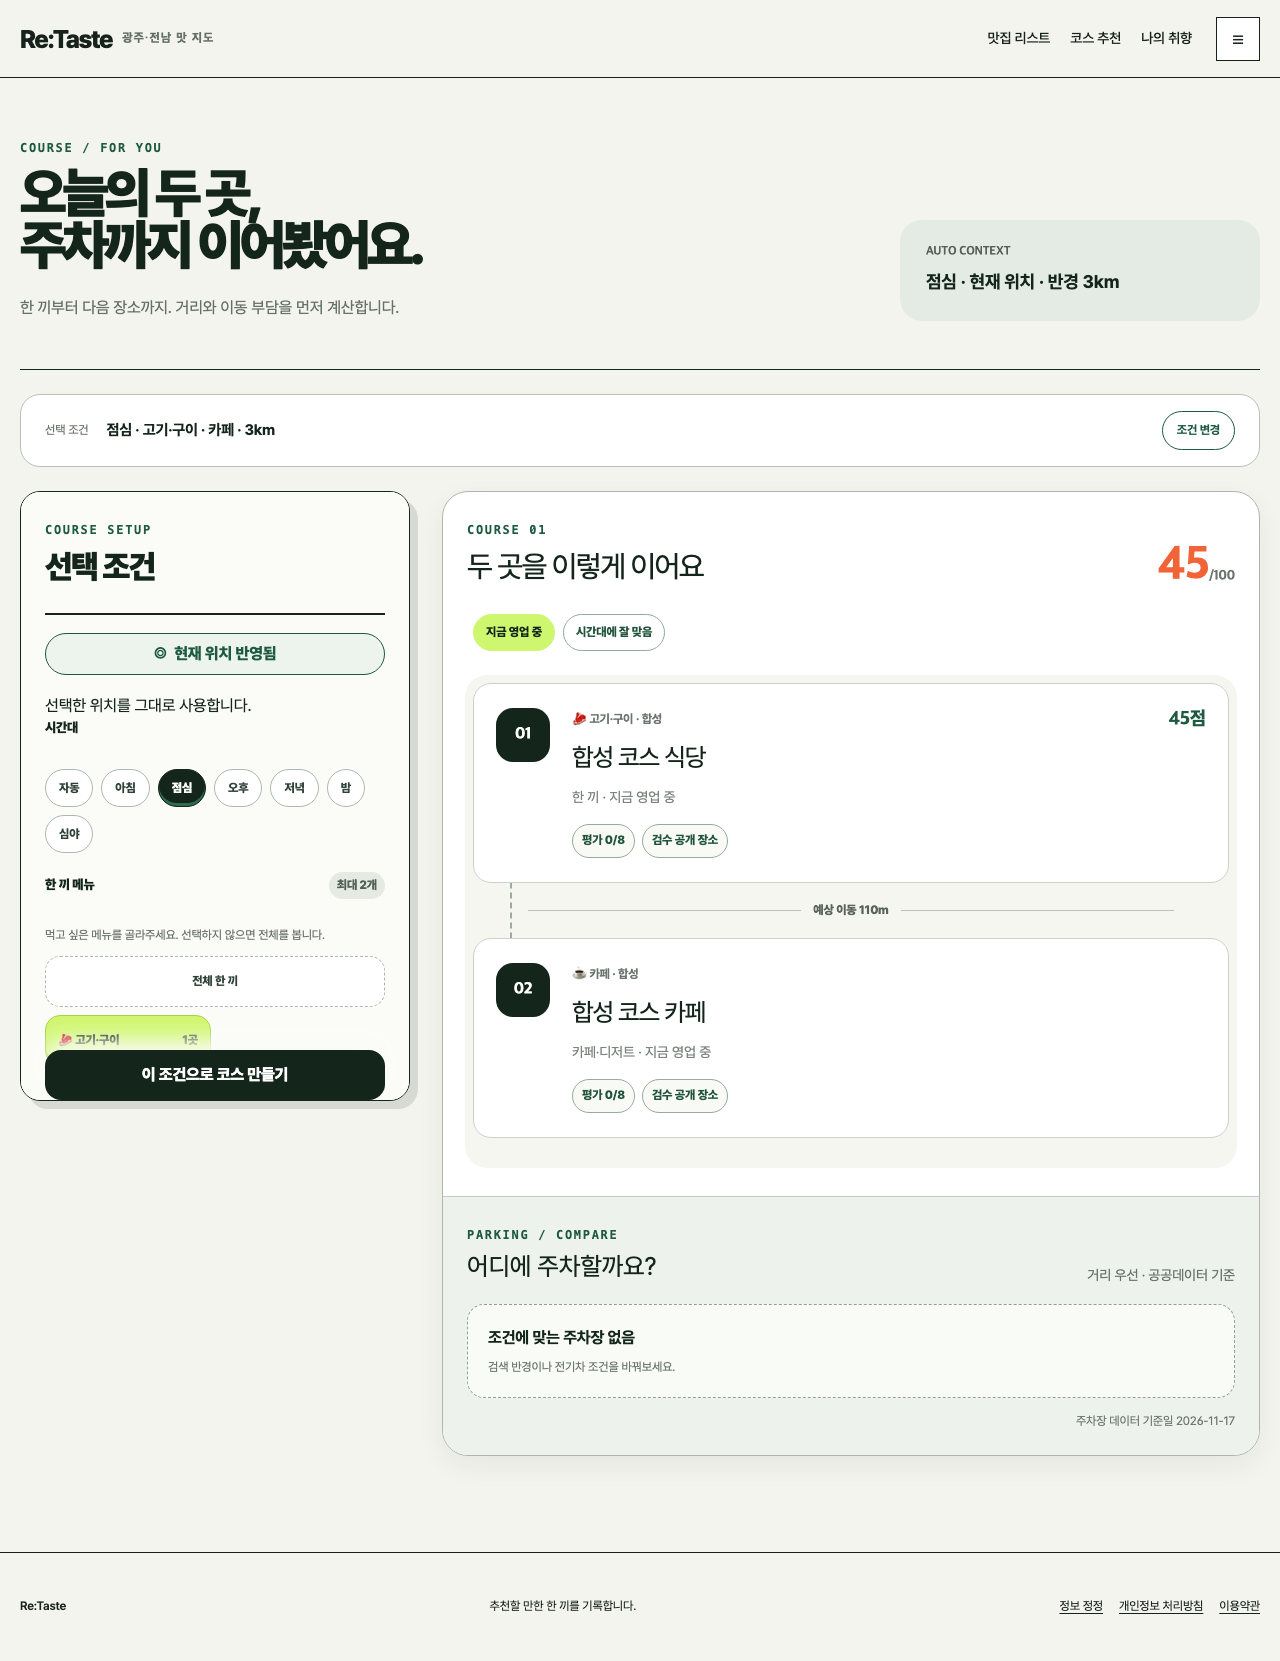 Re:Taste 광주·전남 맛 지도
맛집 리스트 코스 추천 나의 취향
COURSE / FOR YOU
오늘의 두 곳,
주차까지 이어봤어요.
한 끼부터 다음 장소까지. 거리와 이동 부담을 먼저 계산합니다.
AUTO CONTEXT
점심 · 현재 위치 · 반경 3km
선택 조건 점심 · 고기·구이 · 카페 · 3km
조건 변경
COURSE SETUP
선택 조건
◎ 현재 위치 반영됨
선택한 위치를 그대로 사용합니다.
시간대
자동 아침 점심 오후 저녁 밤
심야
한 끼 메뉴 최대 2개
먹고 싶은 메뉴를 골라주세요. 선택하지 않으면 전체를 봅니다.
전체 한 끼
고기·구이 1곳
이 조건으로 코스 만들기
COURSE 01
두 곳을 이렇게 이어요
45/100
지금 영업 중 시간대에 잘 맞음
01
고기·구이 · 합성
45점
합성 코스 식당
한 끼 · 지금 영업 중
평가 0/8 검수 공개 장소
예상 이동 110m
02
카페 · 합성
합성 코스 카페
카페·디저트 · 지금 영업 중
평가 0/8 검수 공개 장소
PARKING / COMPARE
어디에 주차할까요?
거리 우선 · 공공데이터 기준
조건에 맞는 주차장 없음
검색 반경이나 전기차 조건을 바꿔보세요.
주차장 데이터 기준일 2026-11-17
Re:Taste
추천할 만한 한 끼를 기록합니다.
정보 정정 개인정보 처리방침 이용약관